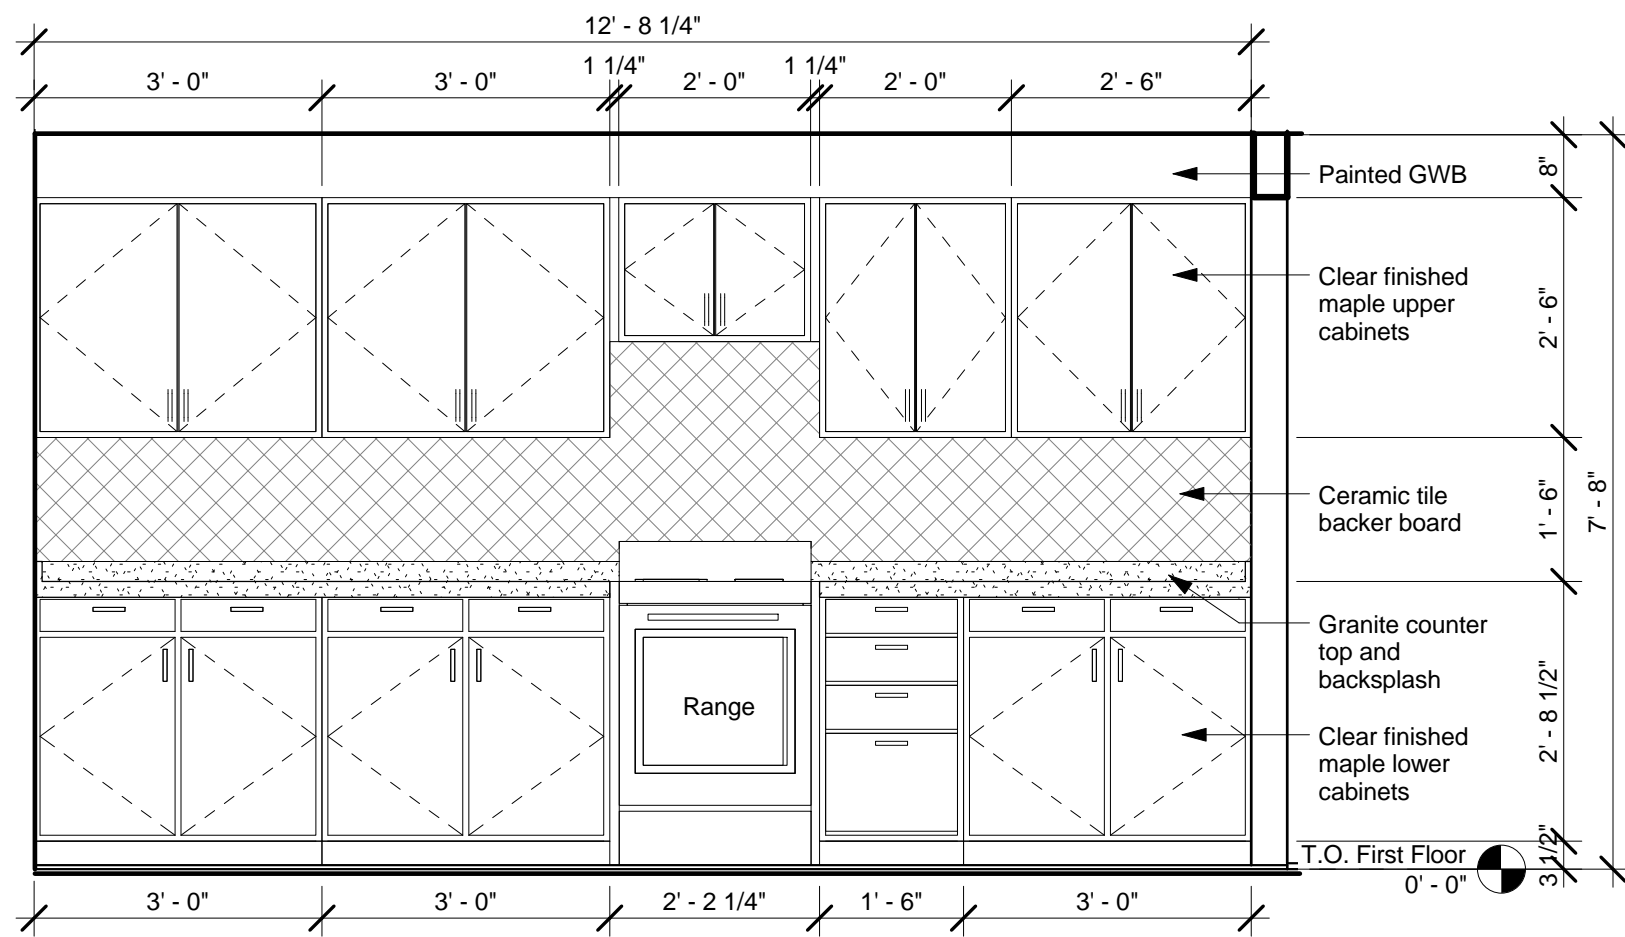 12' - 8 1/4"
1 1/4" 1 1/4"
3' - 0" 3' - 0" 2' - 0" 2' - 0" 2' - 6"
Painted GWB
8"
Clear finished
maple upper
cabinets
2' - 6"
Ceramic tile
backer board
1' - 6"
7' - 8"
Granite counter
top and
backsplash
Range
2' - 8 1/2"
Clear finished
maple lower
cabinets
T.O. First Floor
0' - 0"
3 1/2"
3' - 0" 3' - 0" 2' - 2 1/4" 1' - 6" 3' - 0"